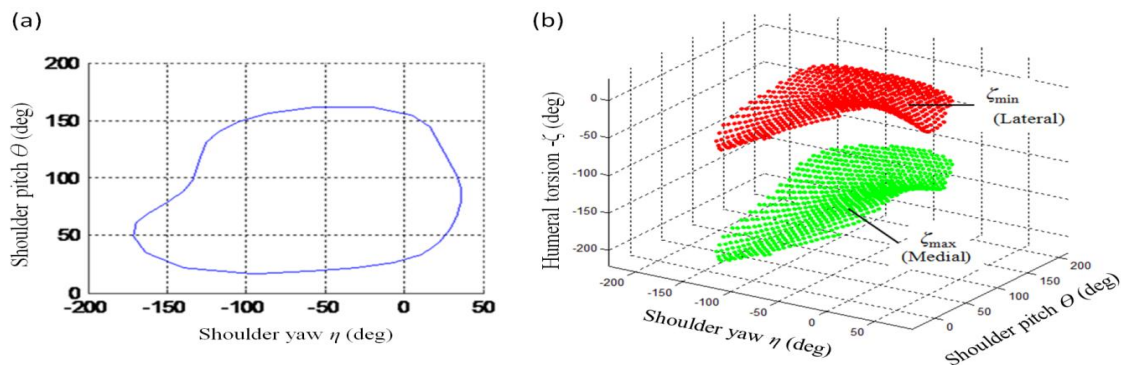 (a)
200
150
100
50
0
-200
-150
-100
-50
0
50
Shoulder pitch Θ (deg)
Shoulder yaw η (deg)
(b)
0
-50
-100
-150
-200
Humeral torsion -ζ (deg)
ζmin
(Lateral)
ζmax
(Medial)
-200
-150
-100
-50
0
50
Shoulder yaw η (deg)
0
50
100
150
200
Shoulder pitch Θ (deg)